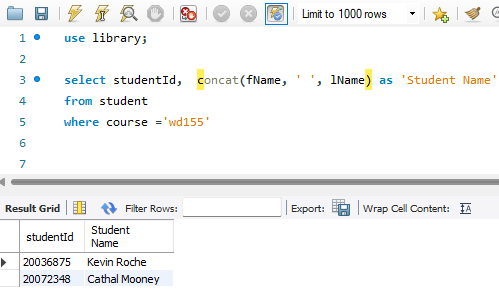 Limit to 1000 rows
1 use library;
2
3 select studentId, concat(fName, ' ', lName) as 'Student Name'
4 from student
5 where course ='wd155'
6
7
Result Grid Filter Rows: Export: Wrap Cell Content: IA
studentId Student
Name
20036875 Kevin Roche
20072348 Cathal Mooney